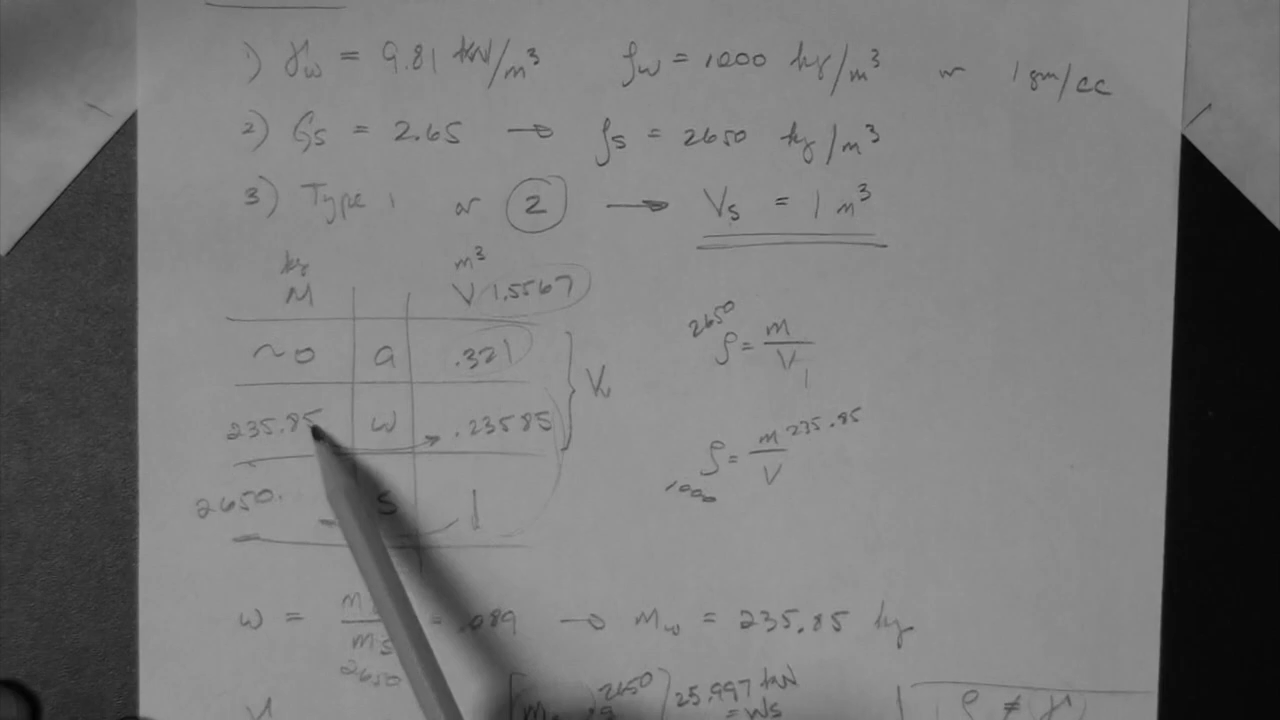 1) γw = 9.81 kN/m³ ρw = 1000 kg/m³ or 1 gm/cc
2) Gs = 2.65 → ρs = 2650 kg/m³
3) Type 1 or 2 → Vs = 1 m³
kg m³
M V 1.5567
~0 a .321 Vv
2650 ρ = m/V
235.85 w .23585
ρ = m/V 235.85
1000
2650. s 1
w = m /ms = .089 → Mw = 235.85 kg
2650
2650 25.997 kN
= Ws
ρ ≠ γ